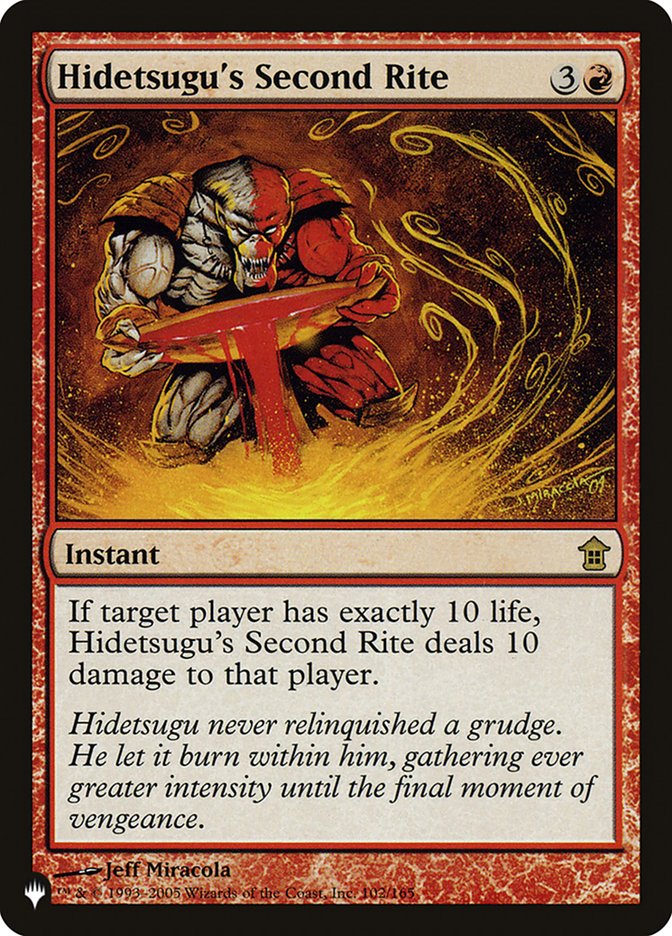 Hidetsugu's Second Rite 3
J. MIRACOLA 04
Instant
If target player has exactly 10 life,
Hidetsugu's Second Rite deals 10
damage to that player.
Hidetsugu never relinquished a grudge.
He let it burn within him, gathering ever
greater intensity until the final moment of
vengeance.
Jeff Miracola
™ & © 1993–2005 Wizards of the Coast, Inc. 102/165